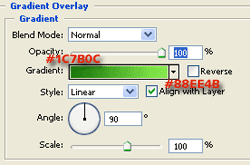 Gradient Overlay
Gradient
Blend Mode: Normal
Opacity: 100 %
#1C7B0C
Gradient: Reverse
#88EE4B
Style: Linear Align with Layer
Angle: 90 °
Scale: 100 %